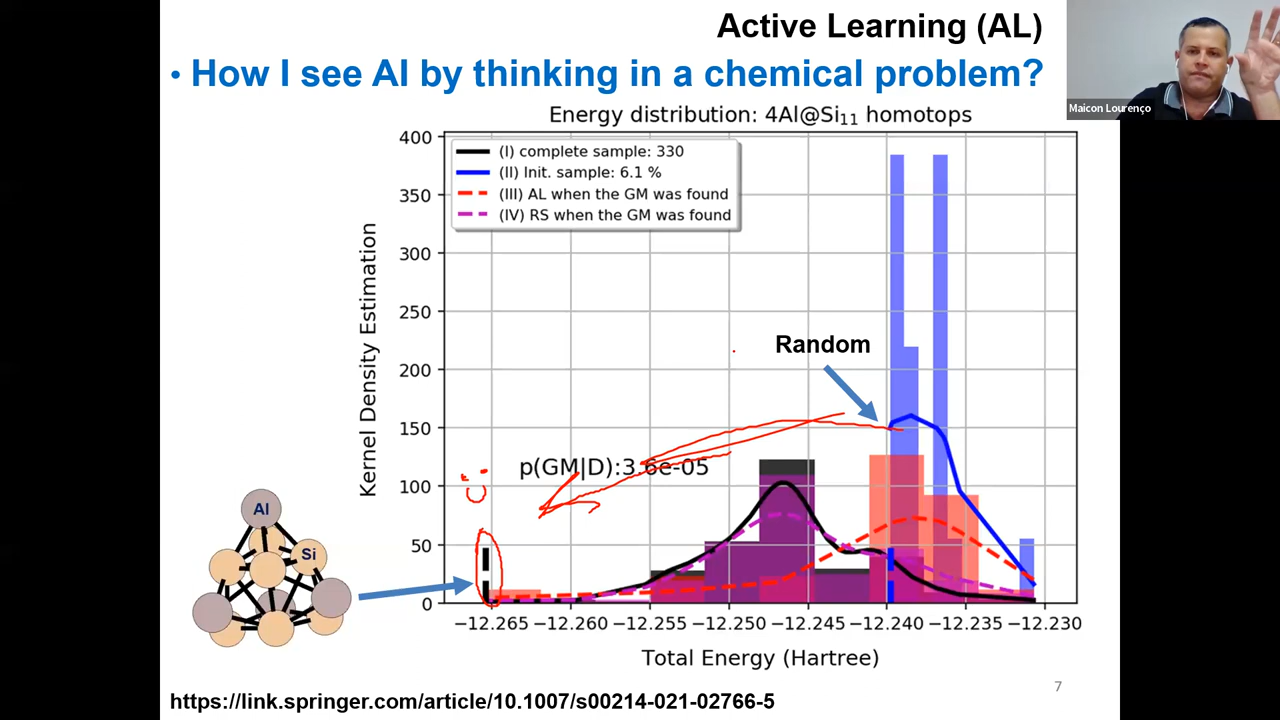 Active Learning (AL)
• How I see AI by thinking in a chemical problem?
Maicon Lourenço
Energy distribution: 4Al@Si₁₁ homotops
(I) complete sample: 330
(II) Init. sample: 6.1 %
(III) AL when the GM was found
(IV) RS when the GM was found
Kernel Density Estimation
400
350
300
250
200
150
100
50
0
Random
p(GM|D):3.6e-05
Al
Si
−12.265 −12.260 −12.255 −12.250 −12.245 −12.240 −12.235 −12.230
Total Energy (Hartree)
7
https://link.springer.com/article/10.1007/s00214-021-02766-5